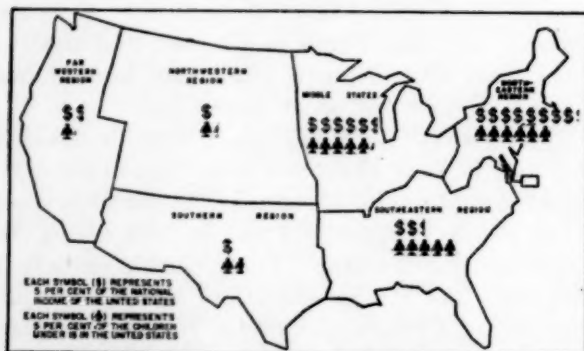 FAR
WESTERN
REGION
NORTHWESTERN
REGION
MIDDLE STATES
NORTH-
EASTERN
REGION
SOUTHERN REGION
SOUTHEASTERN REGION
EACH SYMBOL ($) REPRESENTS
5 PER CENT OF THE NATIONAL
INCOME OF THE UNITED STATES
EACH SYMBOL ( ) REPRESENTS
5 PER CENT OF THE CHILDREN
UNDER 15 IN THE UNITED STATES